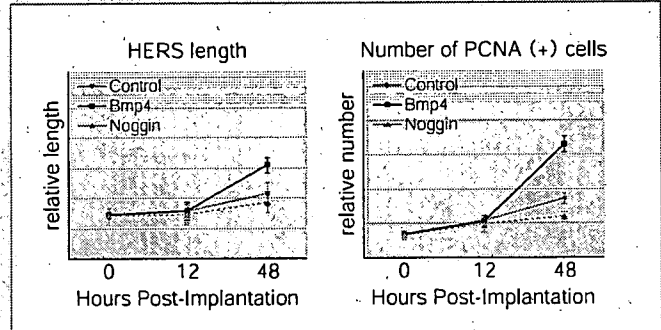 HERS length
Control
Bmp4
Noggin
relative length
0 12 48
Hours Post-Implantation
Number of PCNA (+) cells
Control
Bmp4
Noggin
relative number
0 12 48
Hours Post-Implantation